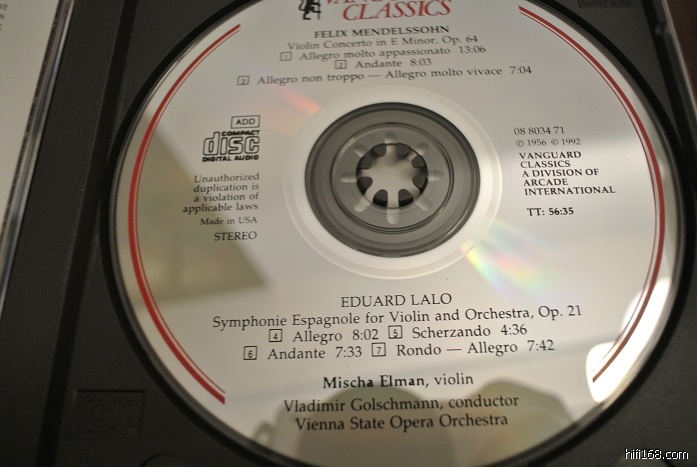 VANGUARD
CLASSICS
FELIX MENDELSSOHN
Violin Concerto in E Minor, Op. 64
1 Allegro molto appassionato 13:06
2 Andante 8:03
3 Allegro non troppo — Allegro molto vivace 7:04
ADD
COMPACT
disc
DIGITAL AUDIO
Unauthorized
duplication is
a violation of
applicable laws
Made in USA
STEREO
08 8034 71
℗ 1956 © 1992
VANGUARD
CLASSICS
A DIVISION OF
ARCADE
INTERNATIONAL
TT: 56:35
EDUARD LALO
Symphonie Espagnole for Violin and Orchestra, Op. 21
4 Allegro 8:02 5 Scherzando 4:36
6 Andante 7:33 7 Rondo — Allegro 7:42
Mischa Elman, violin
Vladimir Golschmann, conductor
Vienna State Opera Orchestra
hifi168.com